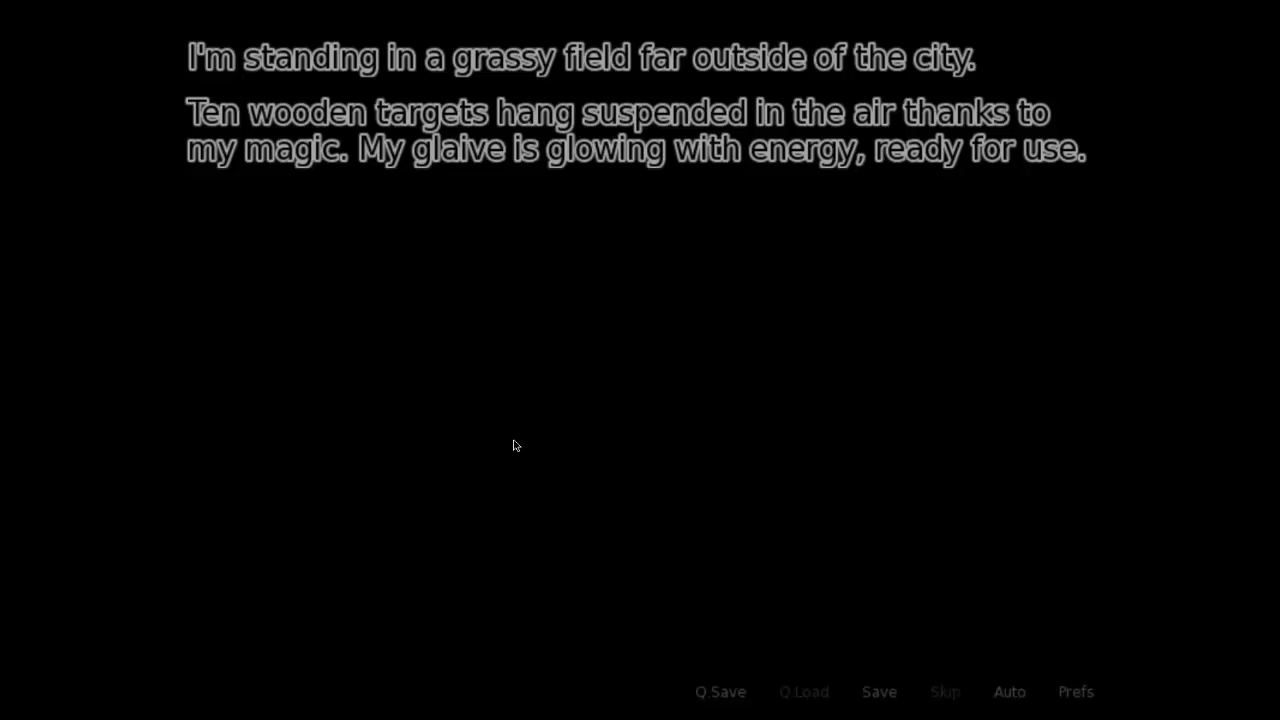 I'm standing in a grassy field far outside of the city.
Ten wooden targets hang suspended in the air thanks to
my magic. My glaive is glowing with energy, ready for use.
Q.Save Q.Load Save Skip Auto Prefs